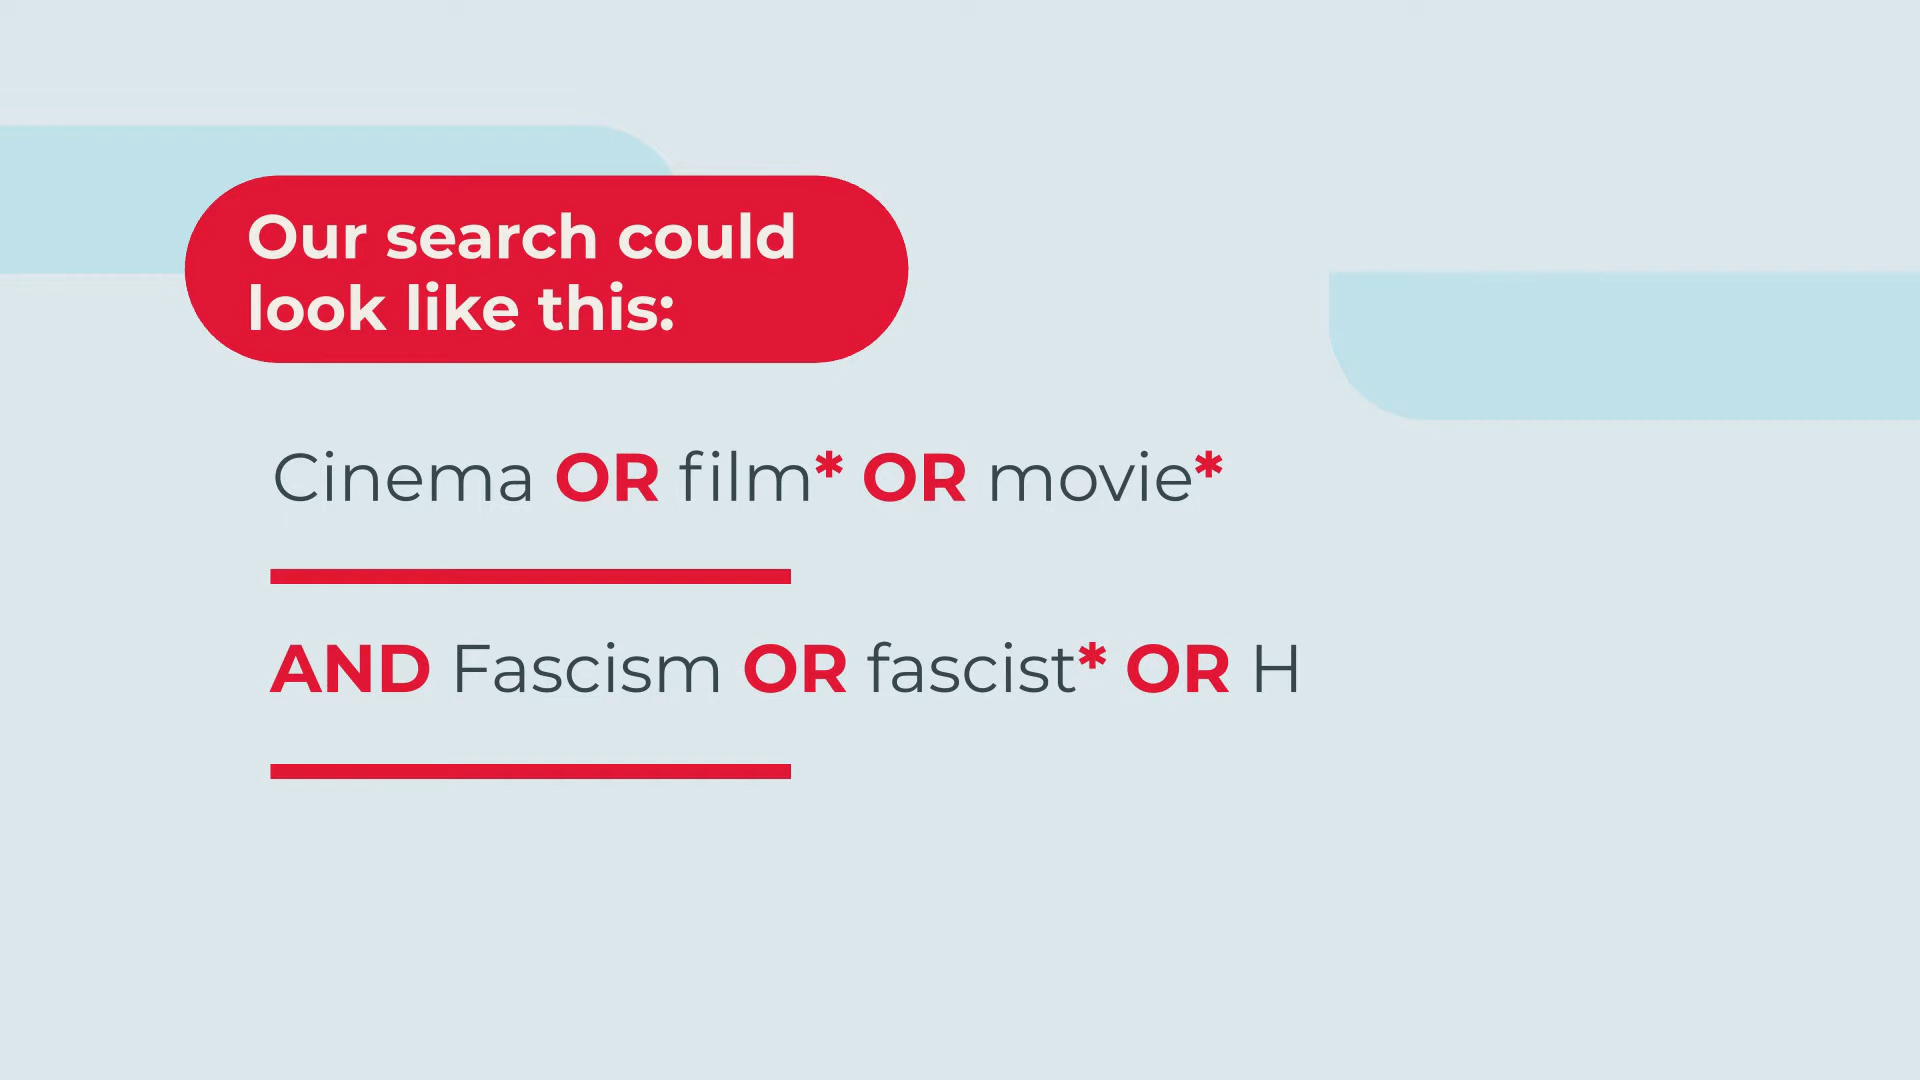 Our search could
look like this:
Cinema OR film* OR movie*
AND Fascism OR fascist* OR H